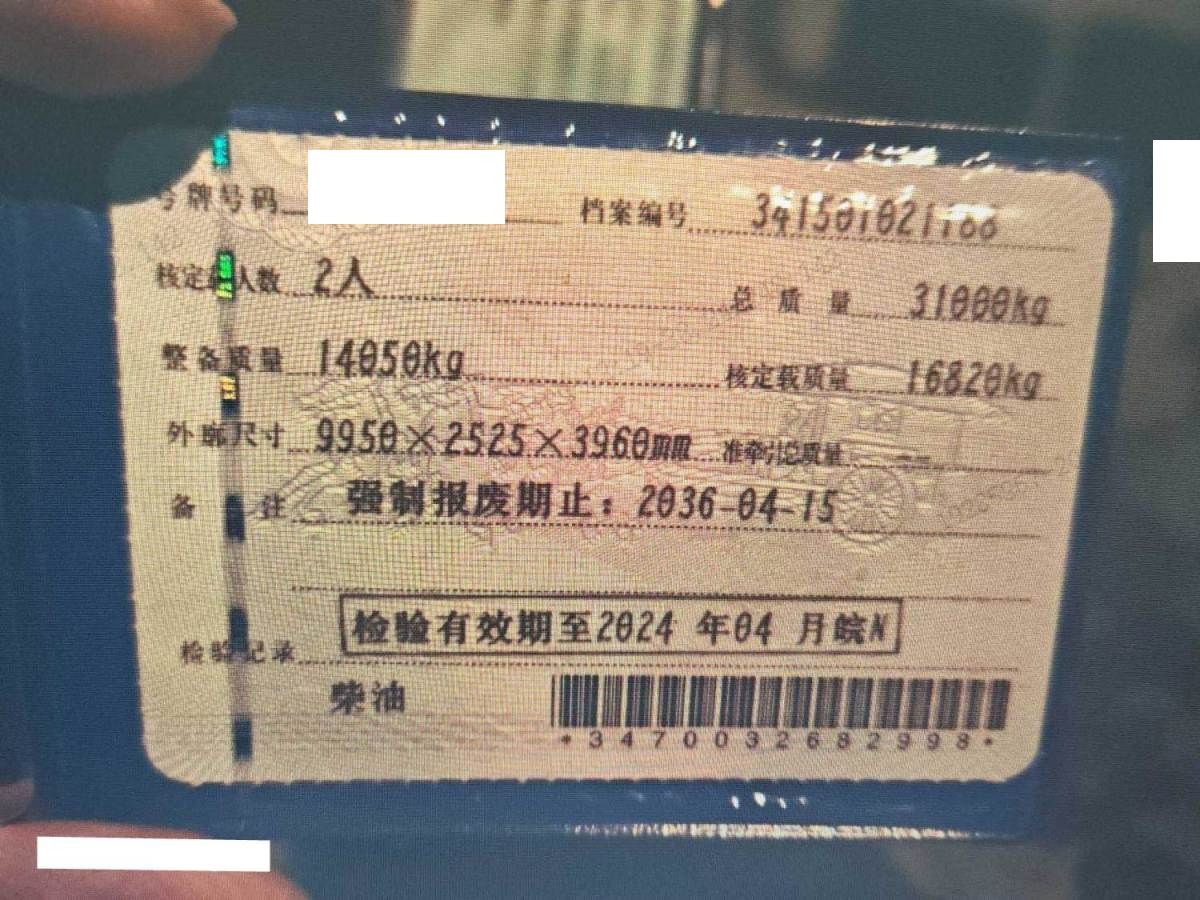 号牌号码 档案编号 341501021166
核定载人数 2人 总质量 31000kg
整备质量 14050kg 核定载质量 16820kg
外廓尺寸 9950×2525×3960mm 准牵引总质量
备注 强制报废期止：2036-04-15
检验记录 检验有效期至2024 年04 月皖N
柴油
*3470032682998*